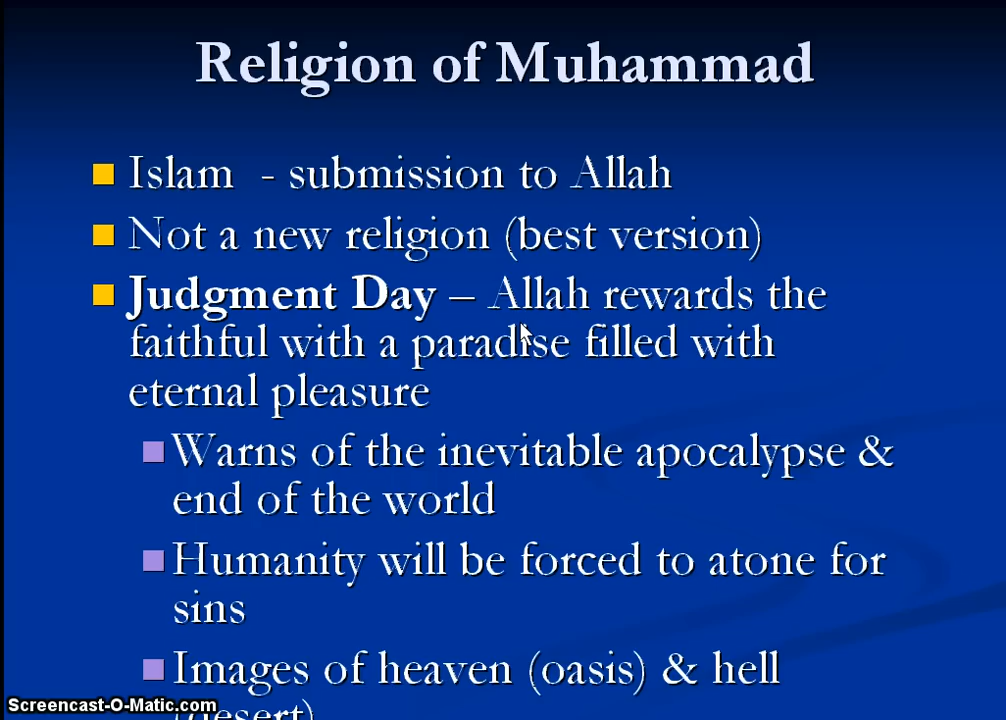 Religion of Muhammad
Islam - submission to Allah
Not a new religion (best version)
Judgment Day – Allah rewards the
faithful with a paradise filled with
eternal pleasure
Warns of the inevitable apocalypse &
end of the world
Humanity will be forced to atone for
sins
Images of heaven (oasis) & hell
(desert)
Screencast-O-Matic.com